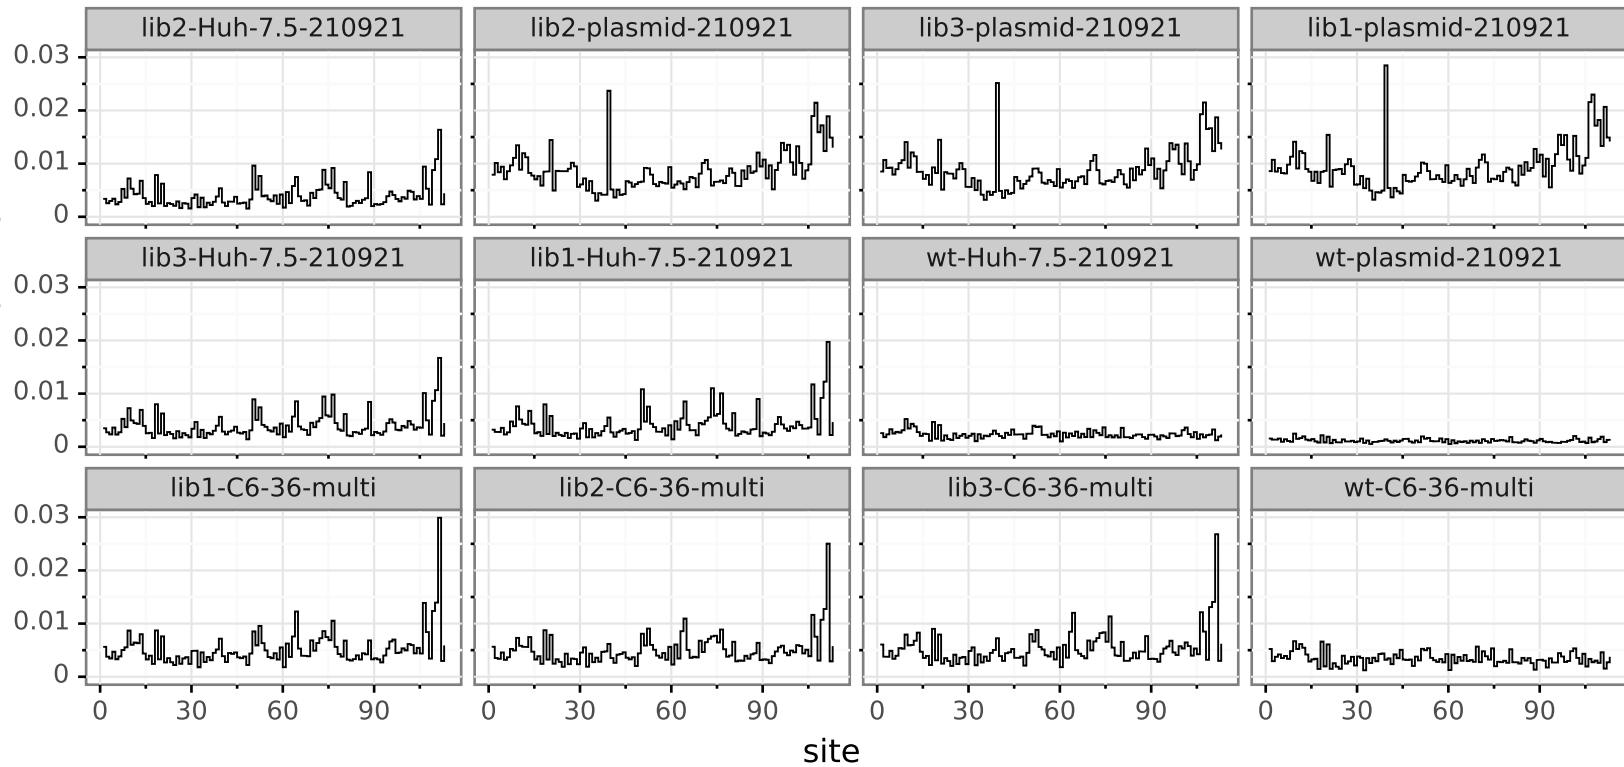 lib2-Huh-7.5-210921 lib2-plasmid-210921 lib3-plasmid-210921 lib1-plasmid-210921
0.03
0.02
0.01
0
lib3-Huh-7.5-210921 lib1-Huh-7.5-210921 wt-Huh-7.5-210921 wt-plasmid-210921
0.03
0.02
0.01
0
lib1-C6-36-multi lib2-C6-36-multi lib3-C6-36-multi wt-C6-36-multi
0.03
0.02
0.01
0
0 30 60 90 0 30 60 90 0 30 60 90 0 30 60 90
site